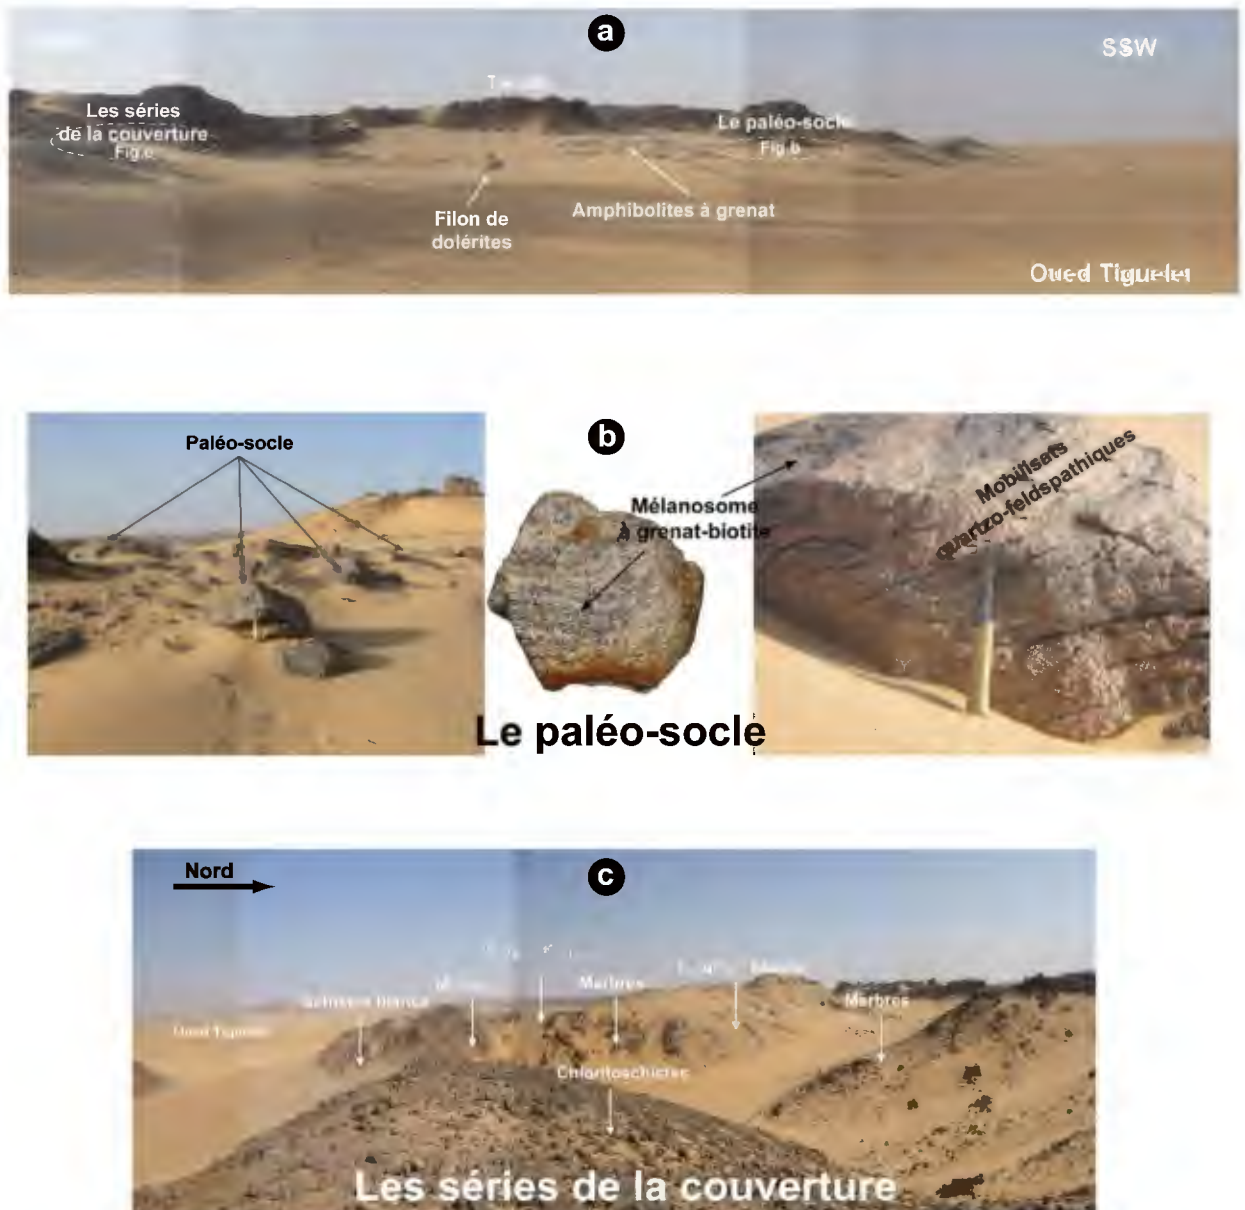 a
SSW
Les séries
de la couverture
Fig.c
Le paléo-socle
Fig.b
Filon de
dolérites
Amphibolites à grenat
Oued
b
Paléo-socle
Mélanosome
à grenat-biotite
Mobilisats
quartzo-feldspathiques
Le paléo-socle
c
Nord
Marbres
Marbres
Chloritoschistes
Les séries de la couverture